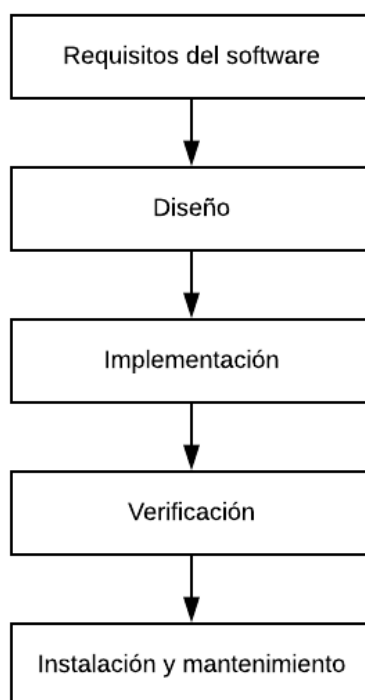 Requisitos del software
Diseño
Implementación
Verificación
Instalación y mantenimiento